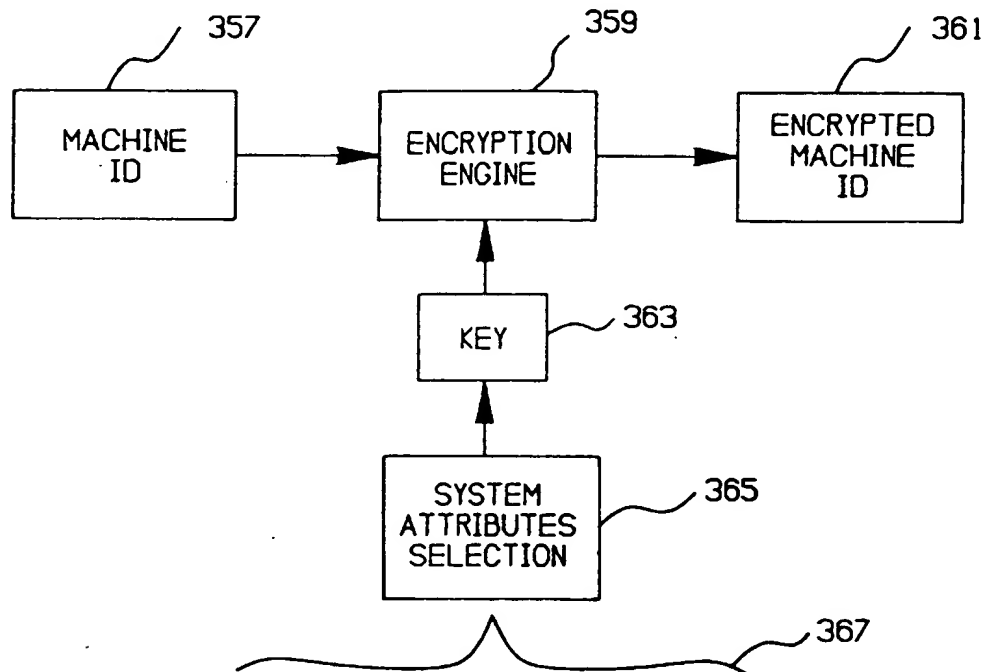 357
359
361
MACHINE
ID
ENCRYPTION
ENGINE
ENCRYPTED
MACHINE
ID
KEY
363
SYSTEM
ATTRIBUTES
SELECTION
365
367